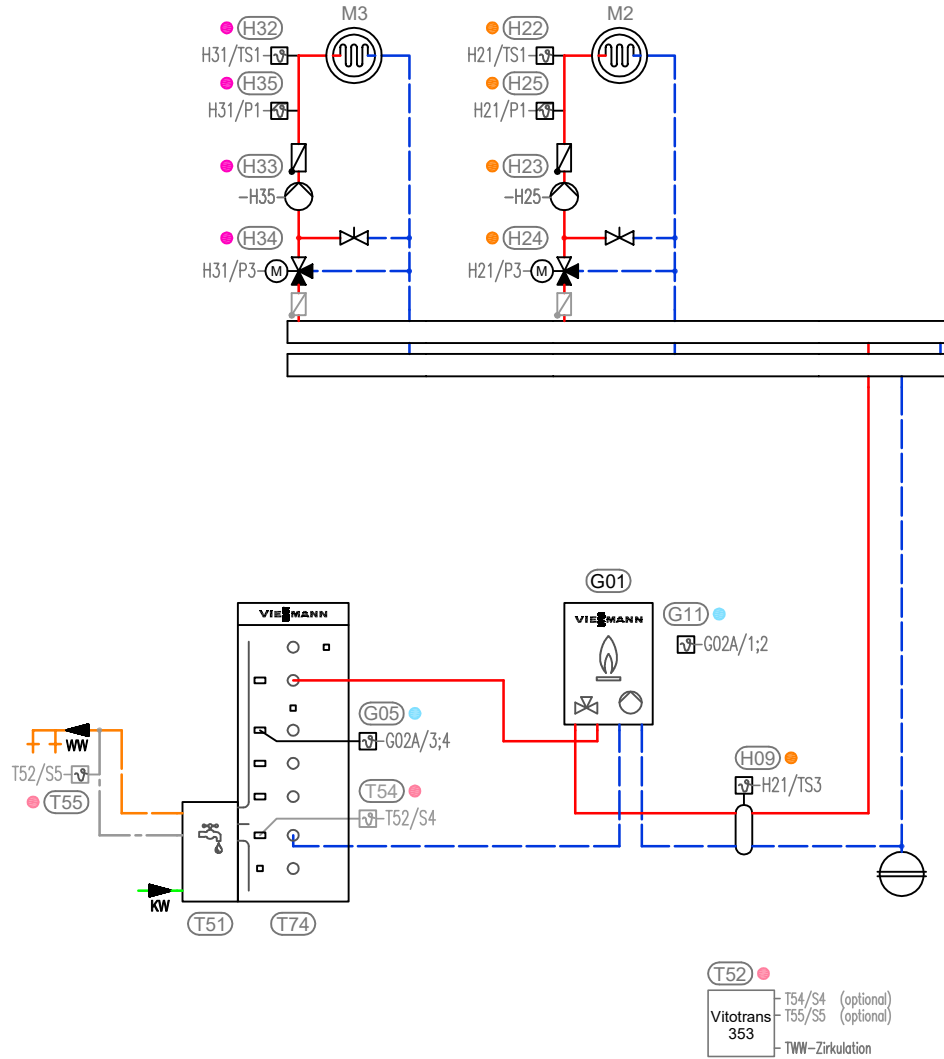 M3
M2
H32
H22
H31/TS1
H21/TS1
H35
H25
H31/P1
H21/P1
H33
H23
-H35
-H25
H34
H24
H31/P3
M
H21/P3
M
G01
VIESMANN
VIESMANN
G11
G02A/1;2
G05
G02A/3;4
WW
T52/S5
T55
H09
H21/TS3
T54
T52/S4
KW
T51
T74
T52
Vitotrans
353
T54/S4 (optional)
T55/S5 (optional)
TWW-Zirkulation